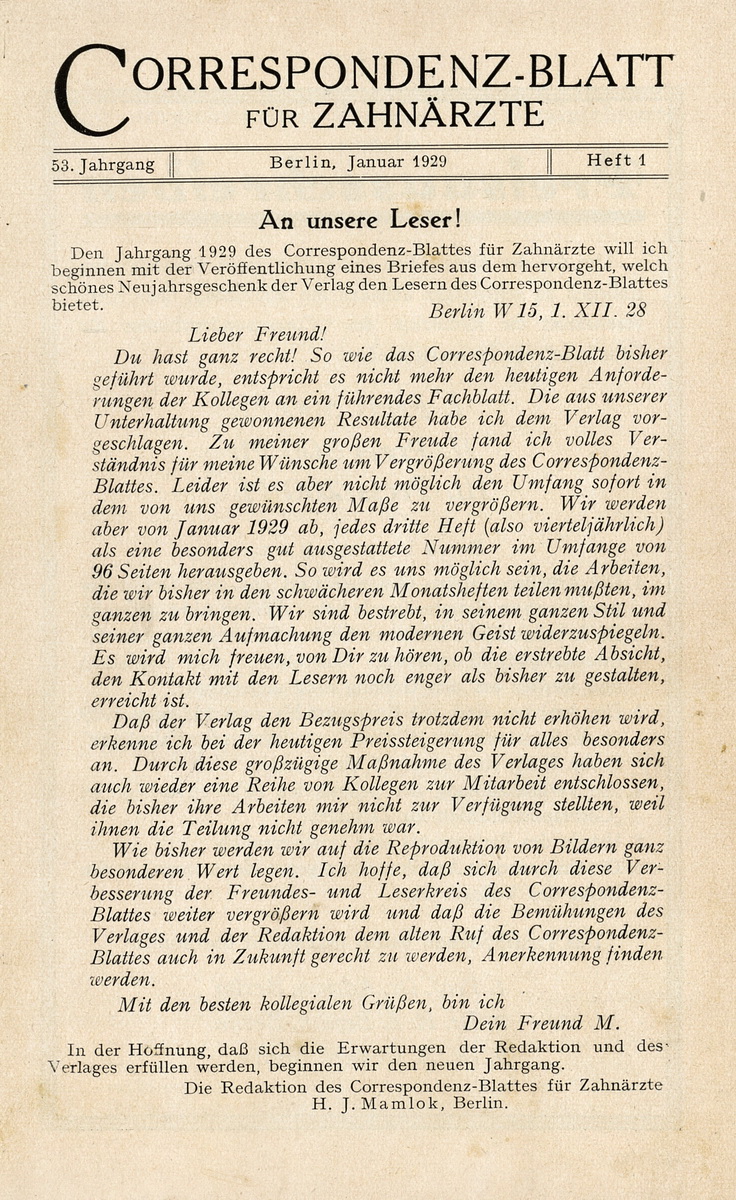 CORRESPONDENZ-BLATT
FÜR ZAHNÄRZTE
53. Jahrgang Berlin, Januar 1929 Heft 1
An unsere Leser!
Den Jahrgang 1929 des Correspondenz-Blattes für Zahnärzte will ich
beginnen mit der Veröffentlichung eines Briefes aus dem hervorgeht, welch
schönes Neujahrsgeschenk der Verlag den Lesern des Correspondenz-Blattes
bietet.
Berlin W 15, 1. XII. 28
Lieber Freund!
Du hast ganz recht! So wie das Correspondenz-Blatt bisher
geführt wurde, entspricht es nicht mehr den heutigen Anforde-
rungen der Kollegen an ein führendes Fachblatt. Die aus unserer
Unterhaltung gewonnenen Resultate habe ich dem Verlag vor-
geschlagen. Zu meiner großen Freude fand ich volles Ver-
ständnis für meine Wünsche um Vergrößerung des Correspondenz-
Blattes. Leider ist es aber nicht möglich den Umfang sofort in
dem von uns gewünschten Maße zu vergrößern. Wir werden
aber von Januar 1929 ab, jedes dritte Heft (also vierteljährlich)
als eine besonders gut ausgestattete Nummer im Umfange von
96 Seiten herausgeben. So wird es uns möglich sein, die Arbeiten,
die wir bisher in den schwächeren Monatsheften teilen mußten, im
ganzen zu bringen. Wir sind bestrebt, in seinem ganzen Stil und
seiner ganzen Aufmachung den modernen Geist widerzuspiegeln.
Es wird mich freuen, von Dir zu hören, ob die erstrebte Absicht,
den Kontakt mit den Lesern noch enger als bisher zu gestalten,
erreicht ist.
Daß der Verlag den Bezugspreis trotzdem nicht erhöhen wird,
erkenne ich bei der heutigen Preissteigerung für alles besonders
an. Durch diese großzügige Maßnahme des Verlages haben sich
auch wieder eine Reihe von Kollegen zur Mitarbeit entschlossen,
die bisher ihre Arbeiten mir nicht zur Verfügung stellten, weil
ihnen die Teilung nicht genehm war.
Wie bisher werden wir auf die Reproduktion von Bildern ganz
besonderen Wert legen. Ich hoffe, daß sich durch diese Ver-
besserung der Freundes- und Leserkreis des Correspondenz-
Blattes weiter vergrößern wird und daß die Bemühungen des
Verlages und der Redaktion dem alten Ruf des Correspondenz-
Blattes auch in Zukunft gerecht zu werden, Anerkennung finden
werden.
Mit den besten kollegialen Grüßen, bin ich
Dein Freund M.
In der Hoffnung, daß sich die Erwartungen der Redaktion und des
Verlages erfüllen werden, beginnen wir den neuen Jahrgang.
Die Redaktion des Correspondenz-Blattes für Zahnärzte
H. J. Mamlok, Berlin.